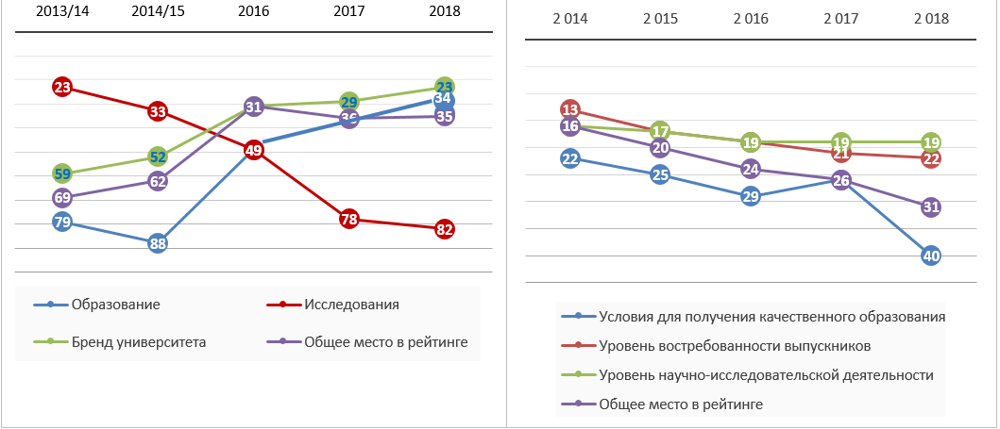 2013/14 2014/15 2016 2017 2018
23
33
31 29 23
34
36 35
59 52
49
69 62
79 88
78 82
Образование Исследования
Бренд университета Общее место в рейтинге
2 014 2 015 2 016 2 017 2 018
13
16 17 19 19 19
20 21 22
22 25 24 26
29 31
40
Условия для получения качественного образования
Уровень востребованности выпускников
Уровень научно-исследовательской деятельности
Общее место в рейтинге